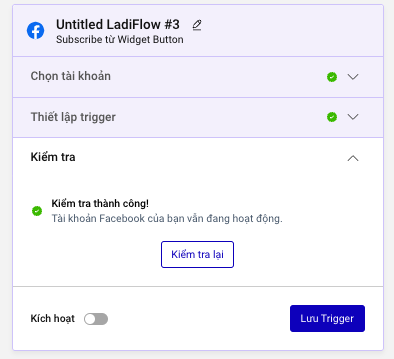 Untitled LadiFlow #3
Subscribe từ Widget Button
Chọn tài khoản
Thiết lập trigger
Kiểm tra
Kiểm tra thành công!
Tài khoản Facebook của bạn vẫn đang hoạt động.
Kiểm tra lại
Kích hoạt
Lưu Trigger